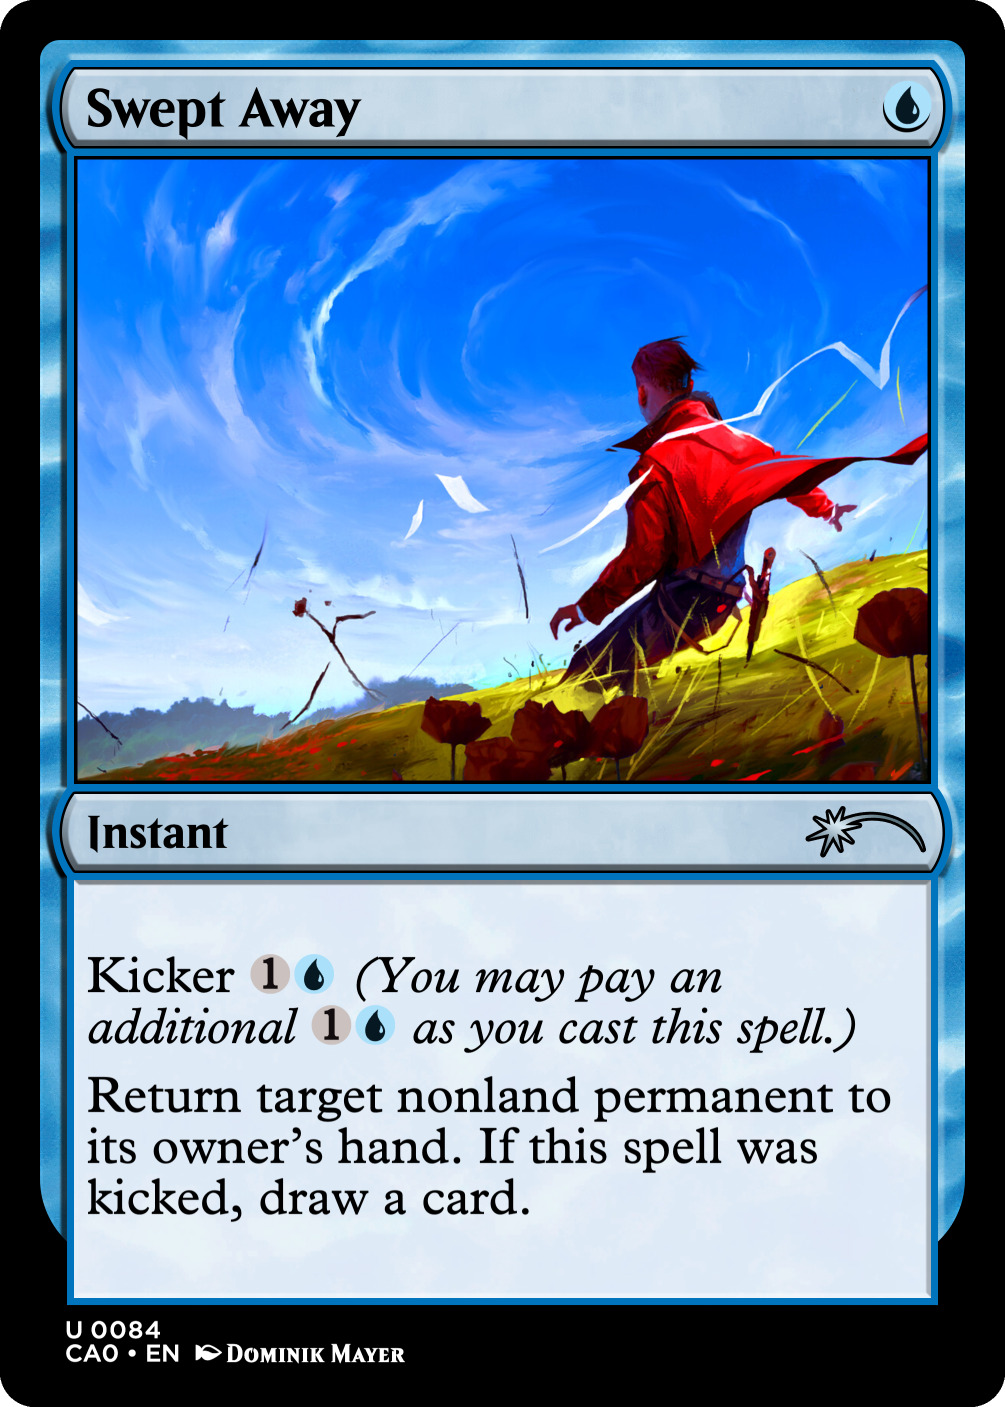 Swept Away
Instant
Kicker 1 (You may pay an
additional 1 as you cast this spell.)
Return target nonland permanent to
its owner's hand. If this spell was
kicked, draw a card.
U 0084
CAO • EN DOMINIK MAYER